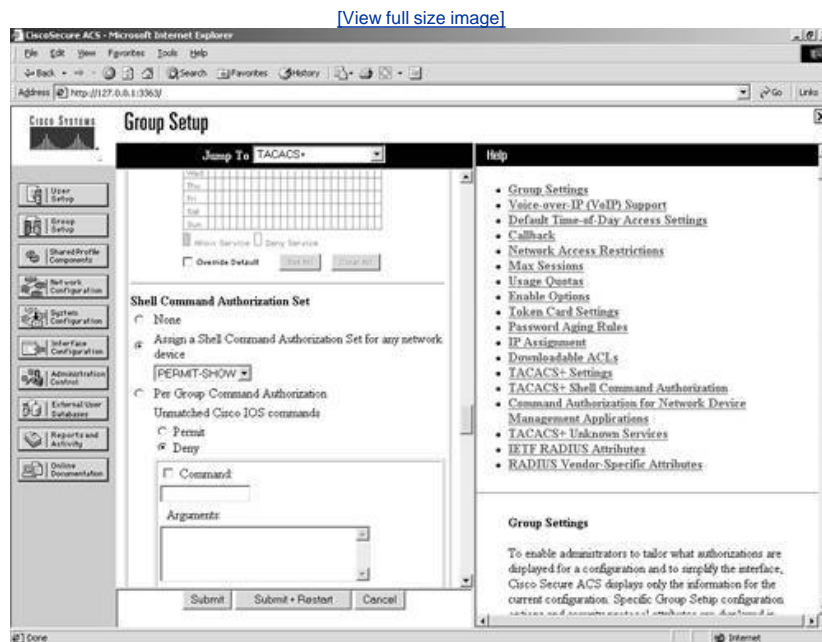 [View full size image]
CiscoSecure ACS - Microsoft Internet Explorer
File Edit View Favorites Tools Help
Back Search Favorites History
Address http://127.0.0.1:3363/ Go Links
CISCO SYSTEMS
Group Setup
Jump To TACACS+
Help
User Setup
Group Setup
Shared Profile Components
Network Configuration
System Configuration
Interface Configuration
Administration Control
External User Databases
Reports and Activity
Online Documentation
Wed
Thu
Fri
Sat
Sun
Allow Service Deny Service
Override Default Set All Clear All
Shell Command Authorization Set
None
Assign a Shell Command Authorization Set for any network
device
PERMIT-SHOW
Per Group Command Authorization
Unmatched Cisco IOS commands
Permit
Deny
Command:
Arguments:
Submit Submit + Restart Cancel
• Group Settings
• Voice-over-IP (VoIP) Support
• Default Time-of-Day Access Settings
• Callback
• Network Access Restrictions
• Max Sessions
• Usage Quotas
• Enable Options
• Token Card Settings
• Password Aging Rules
• IP Assignment
• Downloadable ACLs
• TACACS+ Settings
• TACACS+ Shell Command Authorization
• Command Authorization for Network Device
Management Applications
• TACACS+ Unknown Services
• IETF RADIUS Attributes
• RADIUS Vendor-Specific Attributes
Group Settings
To enable administrators to tailor what authorizations are
displayed for a configuration and to simplify the interface,
Cisco Secure ACS displays only the information for the
current configuration. Specific Group Setup configuration
Done
Internet